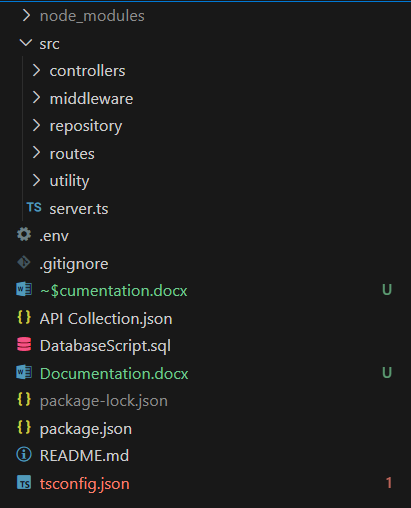 node_modules
src
controllers
middleware
repository
routes
utility
TS server.ts
.env
.gitignore
~$cumentation.docx U
{} API Collection.json
DatabaseScript.sql
Documentation.docx U
{} package-lock.json
{} package.json
README.md
TS tsconfig.json 1